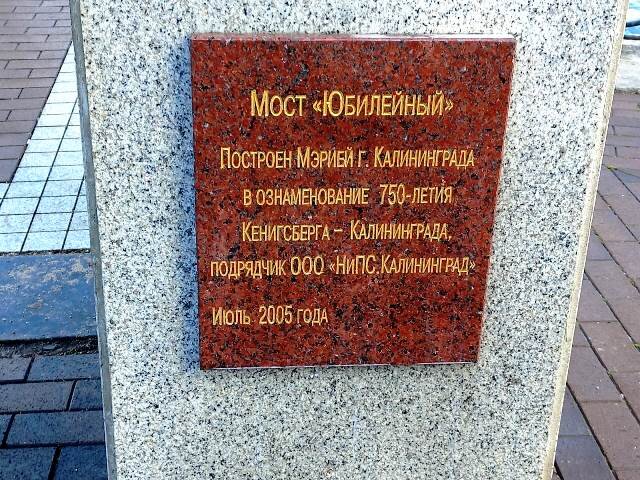 Мост «Юбилейный»
Построен Мэрией г. Калининграда
в ознаменование 750-летия
Кенигсберга – Калининграда,
подрядчик ООО «НиПС,Калининград»
Июль 2005 года